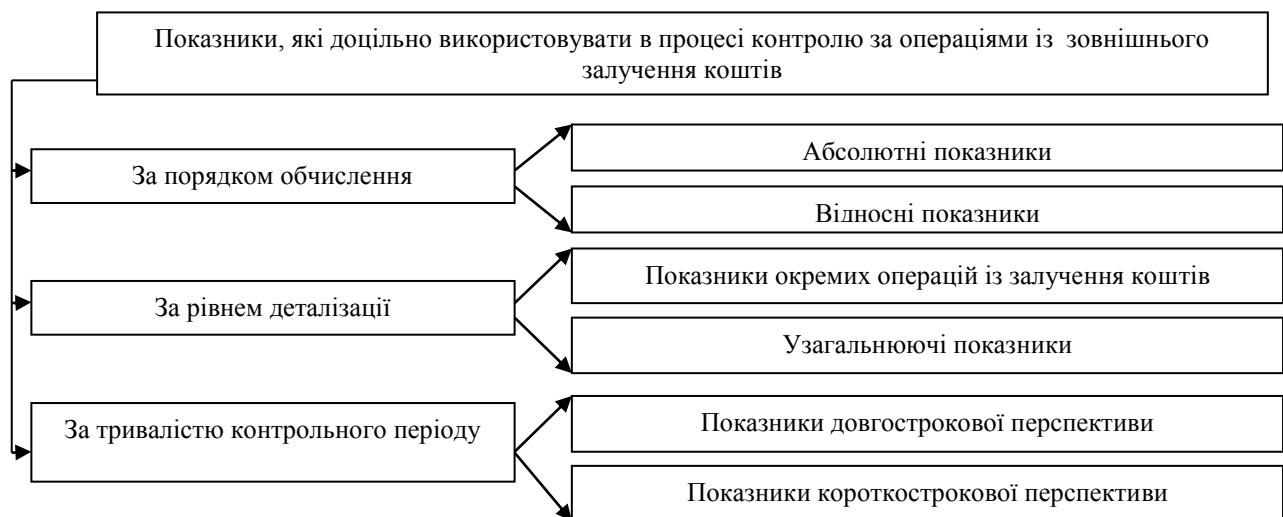 Показники, які доцільно використовувати в процесі контролю за операціями із зовнішнього
залучення коштів
За порядком обчислення
Абсолютні показники
Відносні показники
За рівнем деталізації
Показники окремих операцій із залучення коштів
Узагальнюючі показники
За тривалістю контрольного періоду
Показники довгострокової перспективи
Показники короткострокової перспективи